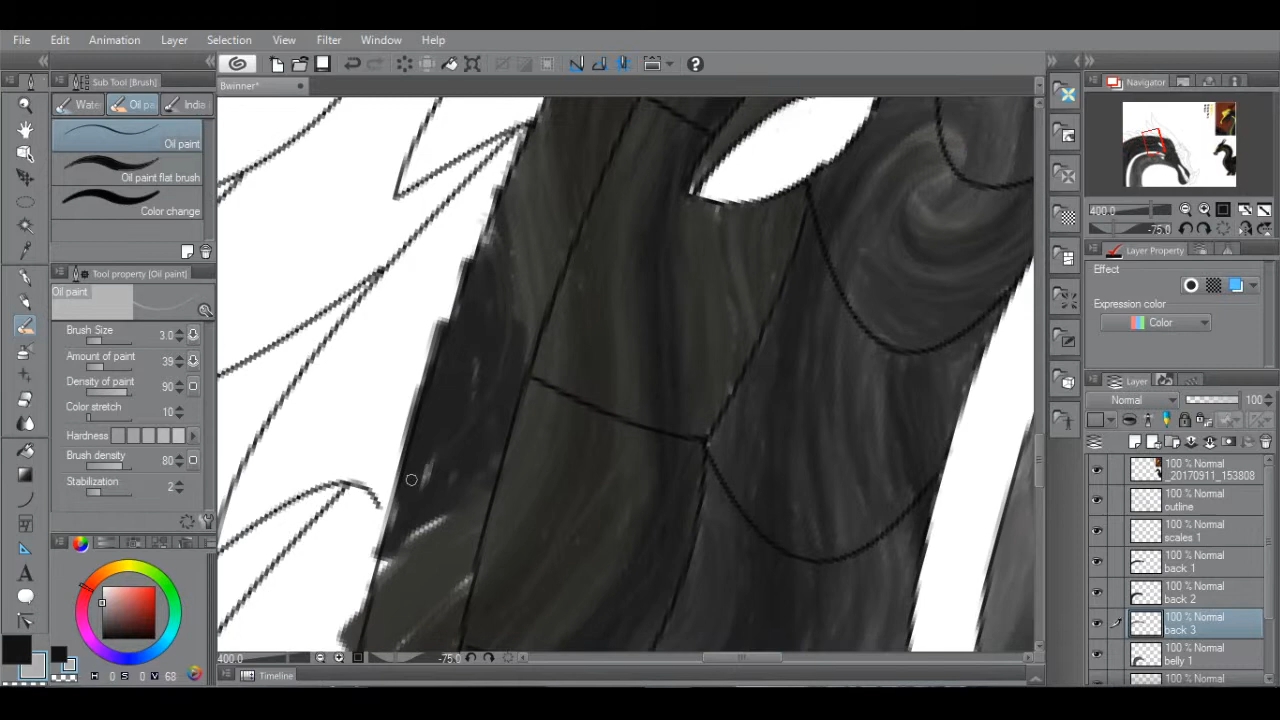 File Edit Animation Layer Selection View Filter Window Help
Sub Tool [Brush]
Bwinner*
Navigator
Wate Oil pa India
Oil paint
Oil paint flat brush
Color change
400.0
-75.0
Layer Property
Tool property [Oil paint]
Oil paint
Effect
Expression color
Color
Brush Size 3.0
Amount of paint 39
Density of paint 90
Color stretch 10
Hardness
Brush density 80
Stabilization 2
Layer
Normal 100
100 % Normal
_20170911_153808
100 % Normal
outline
100 % Normal
scales 1
100 % Normal
back 1
100 % Normal
back 2
100 % Normal
back 3
100 % Normal
belly 1
100 % Normal
A
400.0 -75.0
H 0 S 0 V 68
Timeline